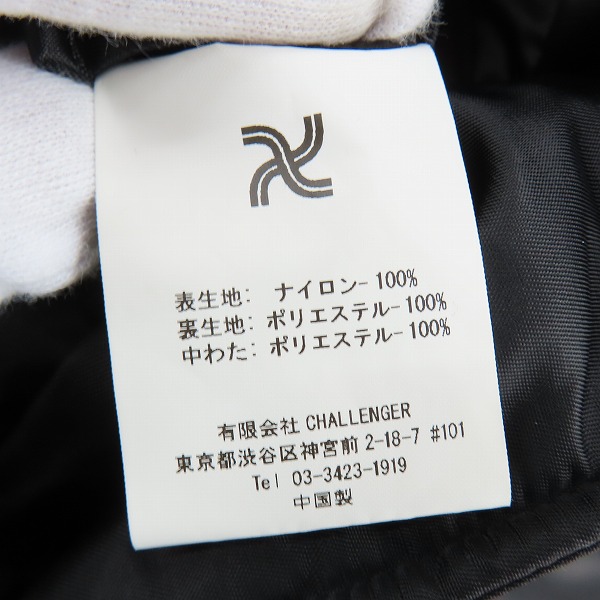 表生地: ナイロン-100%
裏生地: ポリエステル-100%
中わた: ポリエステル-100%
有限会社 CHALLENGER
東京都渋谷区神宮前 2-18-7 #101
Tel 03-3423-1919
中国製